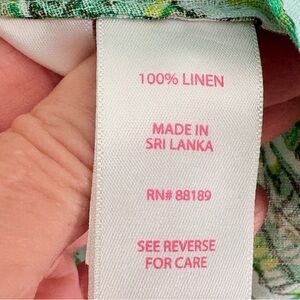 100% LINEN
MADE IN
SRI LANKA
RN# 88189
SEE REVERSE
FOR CARE